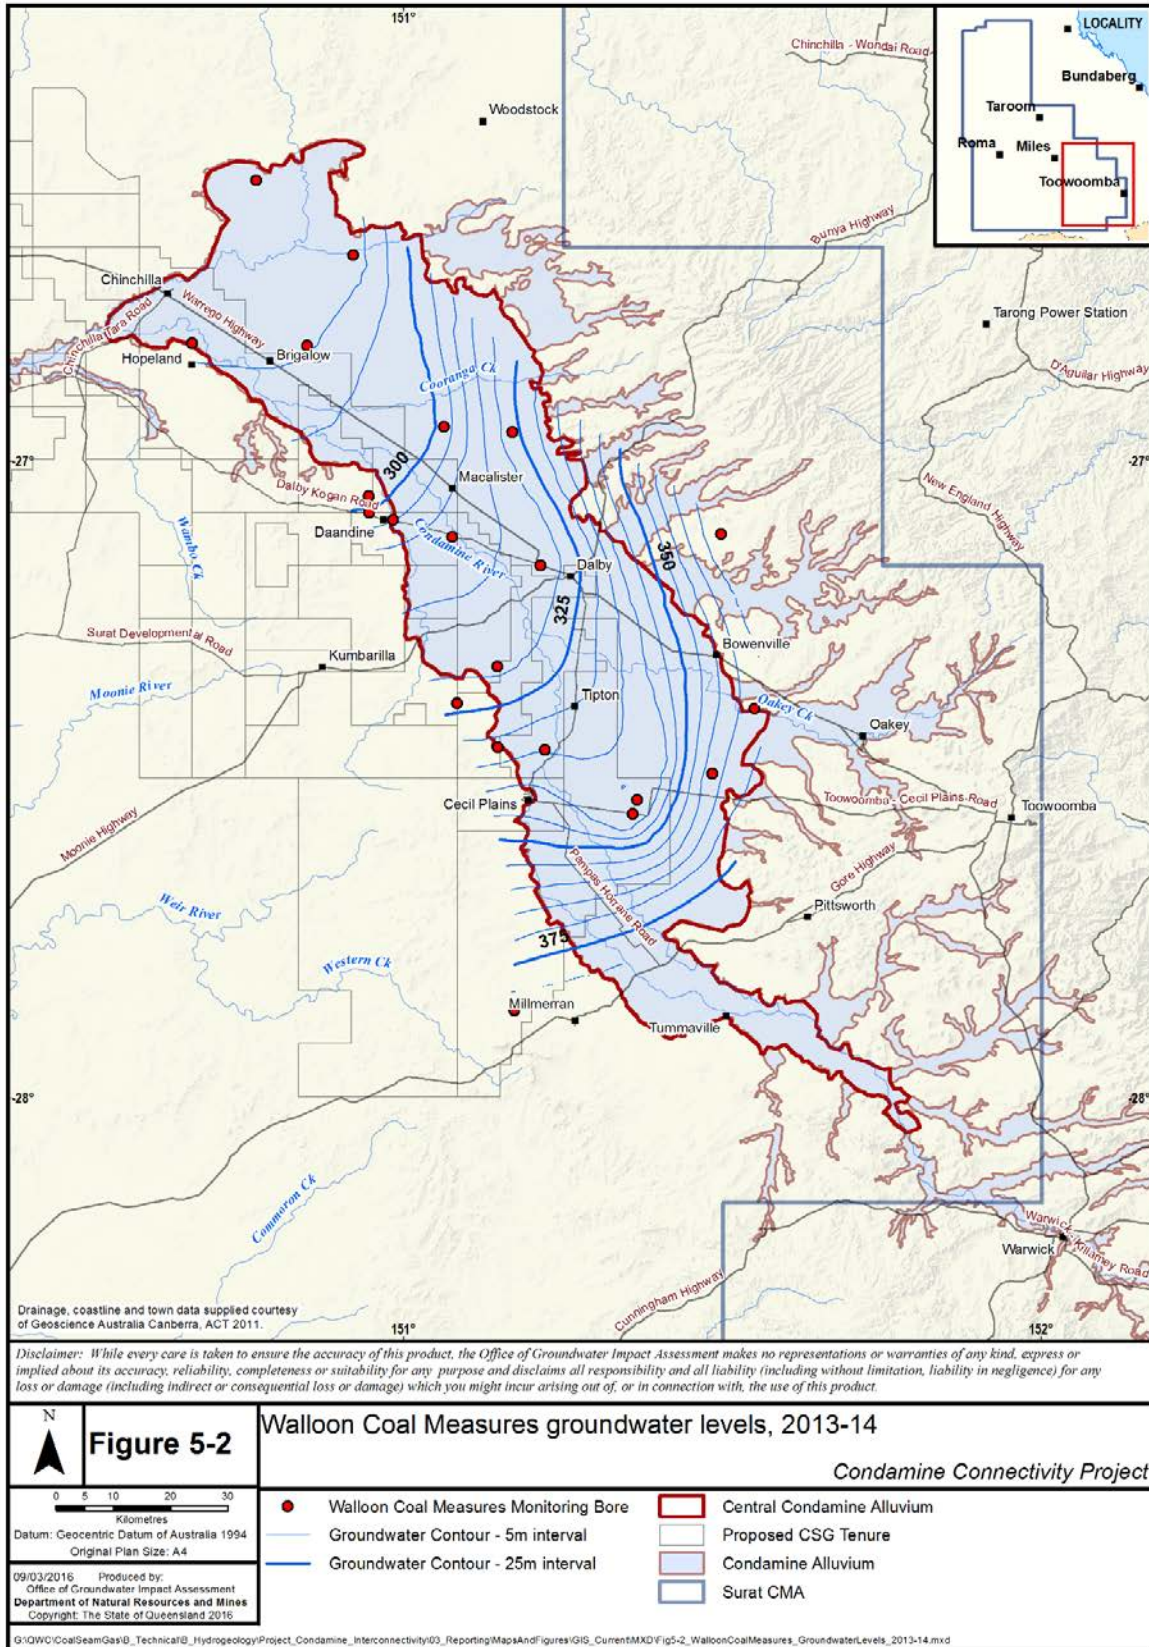 151°
LOCALITY
Chinchilla - Wondai Road
Bundaberg
Woodstock
Taroom
Roma
Miles
Toowoomba
Bunya Highway
Chinchilla
Chinchilla Tara Road
Warrego Highway
Tarong Power Station
Hopeland
Brigalow
D'Aguilar Highway
Cooranga Ck
-27°
300
-27°
Macalister
New England Highway
Dalby Kogan Road
Daandine
Condamine River
Wambo Ck
350
Dalby
325
Surat Developmental Road
Bowenville
Kumbarilla
Moonie River
Tipton
Oakey Ck
Oakey
Cecil Plains
Toowoomba - Cecil Plains Road
Toowoomba
Moonie Highway
Pampas Horrane Road
Gore Highway
Weir River
Pittsworth
375
Western Ck
Millmerran
Tummaville
-28°
-28°
Commoron Ck
Warwick - Killarney Road
Warwick
Cunningham Highway
Drainage, coastline and town data supplied courtesy
of Geoscience Australia Canberra, ACT 2011.
151°
152°
Disclaimer: While every care is taken to ensure the accuracy of this product, the Office of Groundwater Impact Assessment makes no representations or warranties of any kind, express or
implied about its accuracy, reliability, completeness or suitability for any purpose and disclaims all responsibility and all liability (including without limitation, liability in negligence) for any
loss or damage (including indirect or consequential loss or damage) which you might incur arising out of, or in connection with, the use of this product.
N
Figure 5-2
Walloon Coal Measures groundwater levels, 2013-14
Condamine Connectivity Project
0 5 10 20 30
Kilometres
Datum: Geocentric Datum of Australia 1994
Original Plan Size: A4
Walloon Coal Measures Monitoring Bore
Groundwater Contour - 5m interval
Groundwater Contour - 25m interval
Central Condamine Alluvium
Proposed CSG Tenure
Condamine Alluvium
Surat CMA
09/03/2016 Produced by:
Office of Groundwater Impact Assessment
Department of Natural Resources and Mines
Copyright: The State of Queensland 2016
G:\QWC\CoalSeamGas\B_Technical\B_Hydrogeology\Project_Condamine_Interconnectivity\03_Reporting\MapsAndFigures\GIS_Current\MXD\Fig5-2_WalloonCoalMeasures_GroundwaterLevels_2013-14.mxd